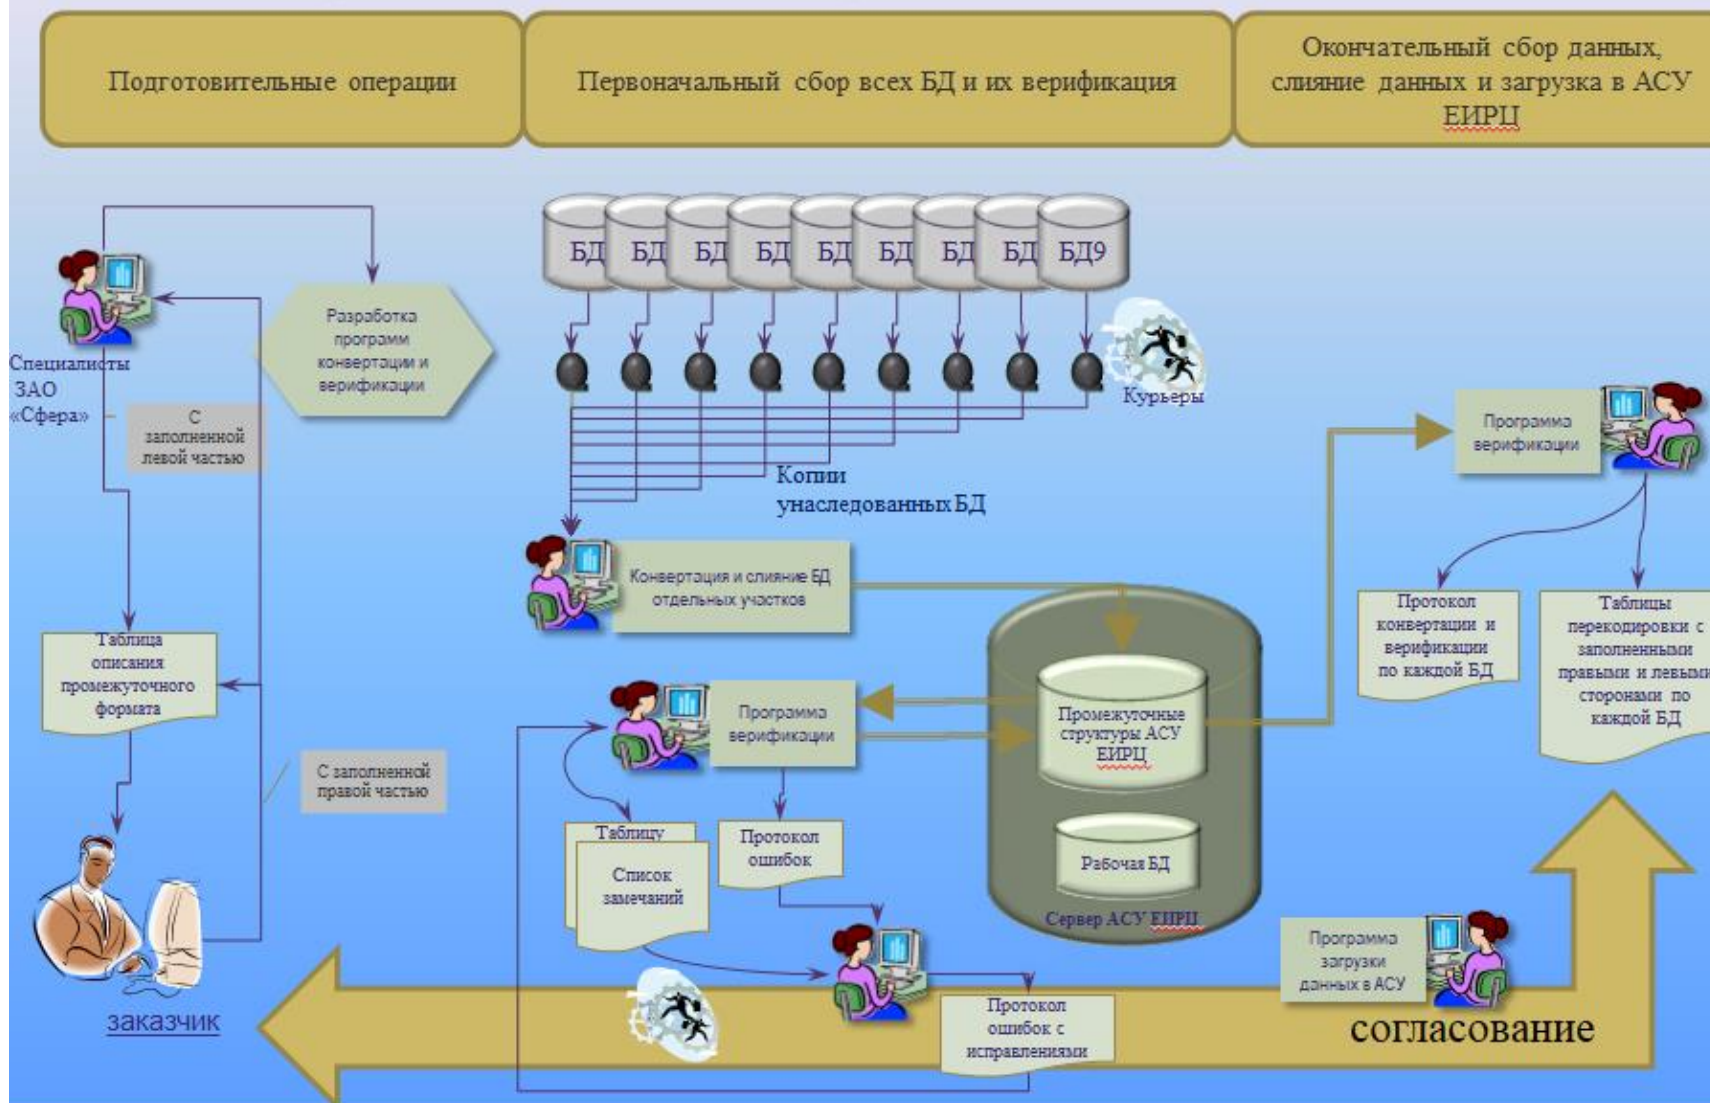 Подготовительные операции
Первоначальный сбор всех БД и их верификация
Окончательный сбор данных,
слияние данных и загрузка в АСУ
ЕИРЦ
Специалисты
ЗАО
«Сфера»
Разработка
программ
конвертации и
верификации
С
заполненной
левой частью
Таблица
описания
промежуточного
формата
С заполненной
правой частью
заказчик
БД
БД
БД
БД
БД
БД
БД
БД
БД9
Курьеры
Копии
унаследованных БД
Конвертация и слияние БД
отдельных участков
Программа
верификации
Таблицу
Список
замечаний
Протокол
ошибок
Протокол
ошибок с
исправлениями
Промежуточные
структуры АСУ
ЕИРЦ
Рабочая БД
Сервер АСУ ЕИРЦ
Программа
верификации
Протокол
конвертации и
верификации
по каждой БД
Таблицы
перекодировки с
заполненными
правыми и левыми
сторонами по
каждой БД
Программа
загрузки
данных в АСУ
согласование